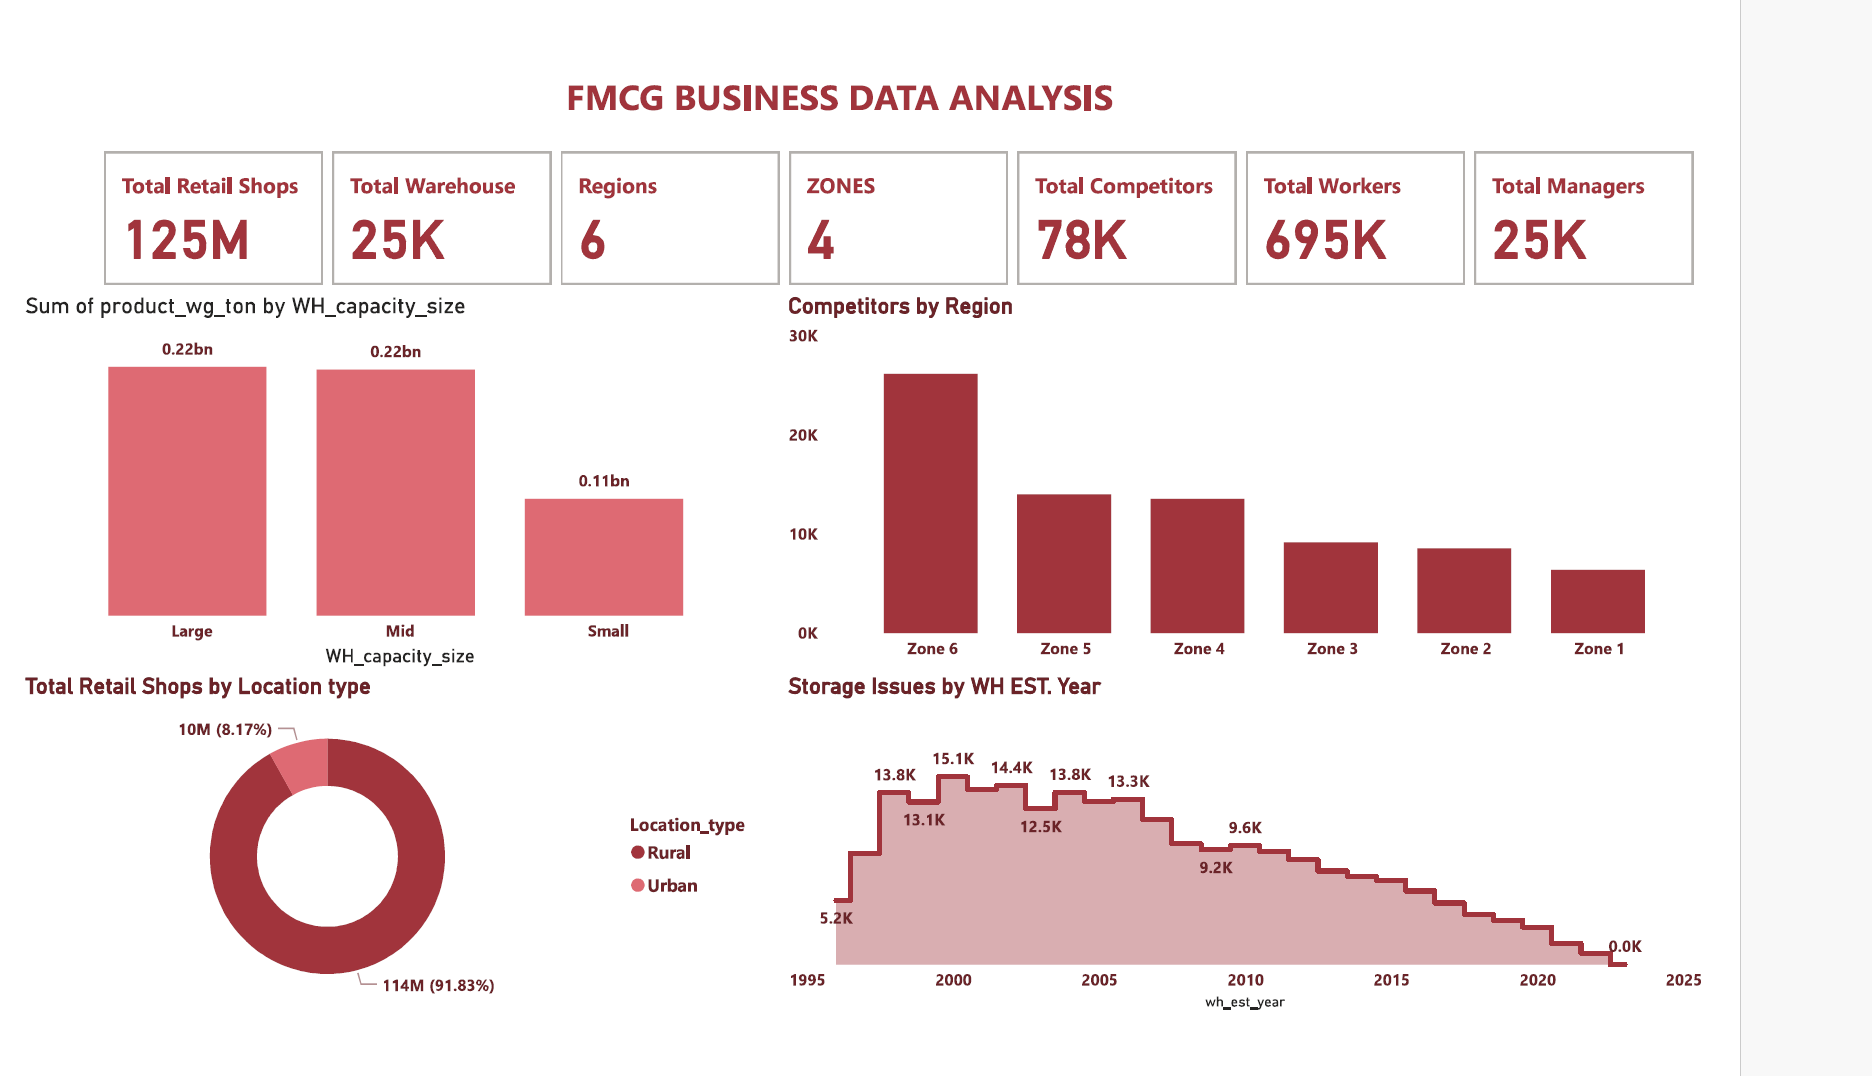 FMCG BUSINESS DATA ANALYSIS
Total Retail Shops
125M
Total Warehouse
25K
Regions
6
ZONES
4
Total Competitors
78K
Total Workers
695K
Total Managers
25K
Sum of product_wg_ton by WH_capacity_size
0.22bn
0.22bn
0.11bn
Large
Mid
Small
WH_capacity_size
Competitors by Region
30K
20K
10K
0K
Zone 6
Zone 5
Zone 4
Zone 3
Zone 2
Zone 1
Total Retail Shops by Location type
10M (8.17%)
114M (91.83%)
Location_type
Rural
Urban
Storage Issues by WH EST. Year
5.2K
13.8K
13.1K
15.1K
14.4K
12.5K
13.8K
13.3K
9.2K
9.6K
0.0K
1995
2000
2005
2010
2015
2020
2025
wh_est_year